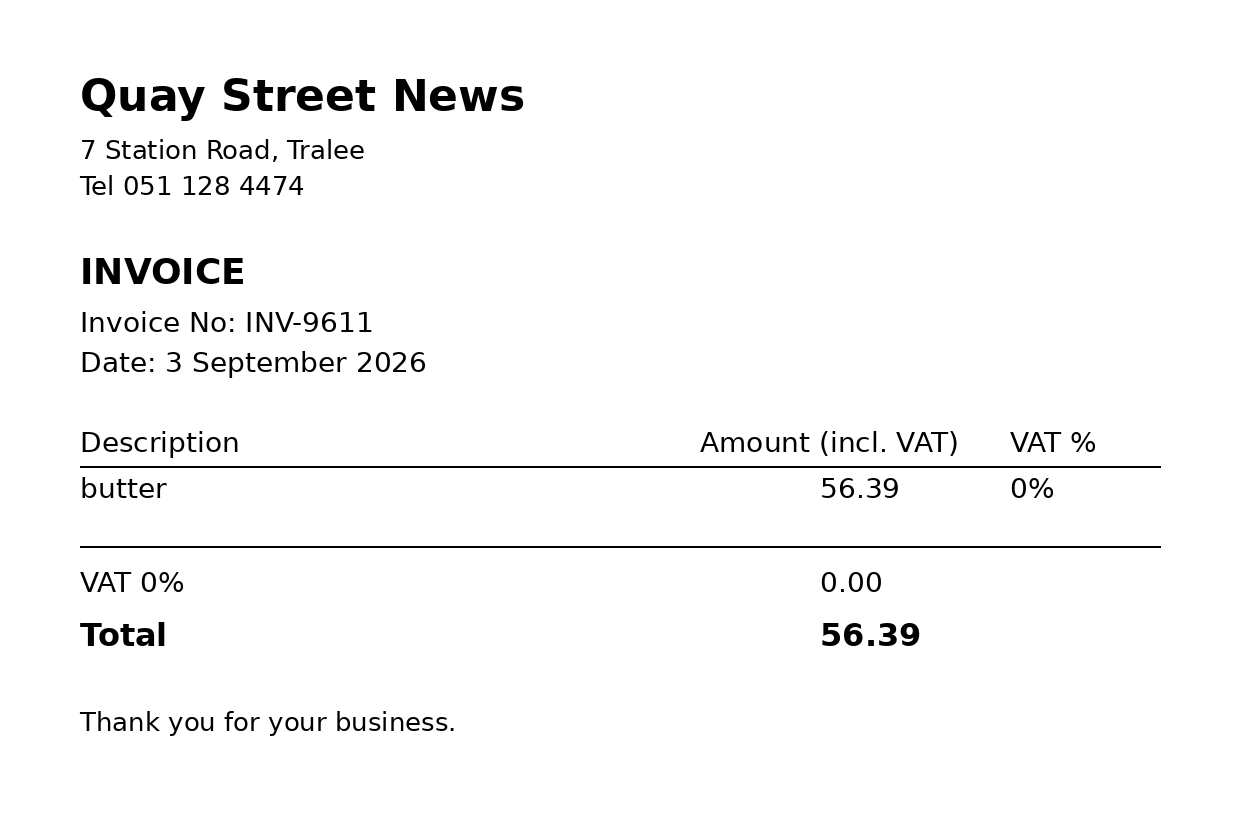 Quay Street News
7 Station Road, Tralee
Tel 051 128 4474
INVOICE
Invoice No: INV-9611
Date: 3 September 2026
Description Amount (incl. VAT) VAT %
butter 56.39 0%
VAT 0% 0.00
Total 56.39
Thank you for your business.